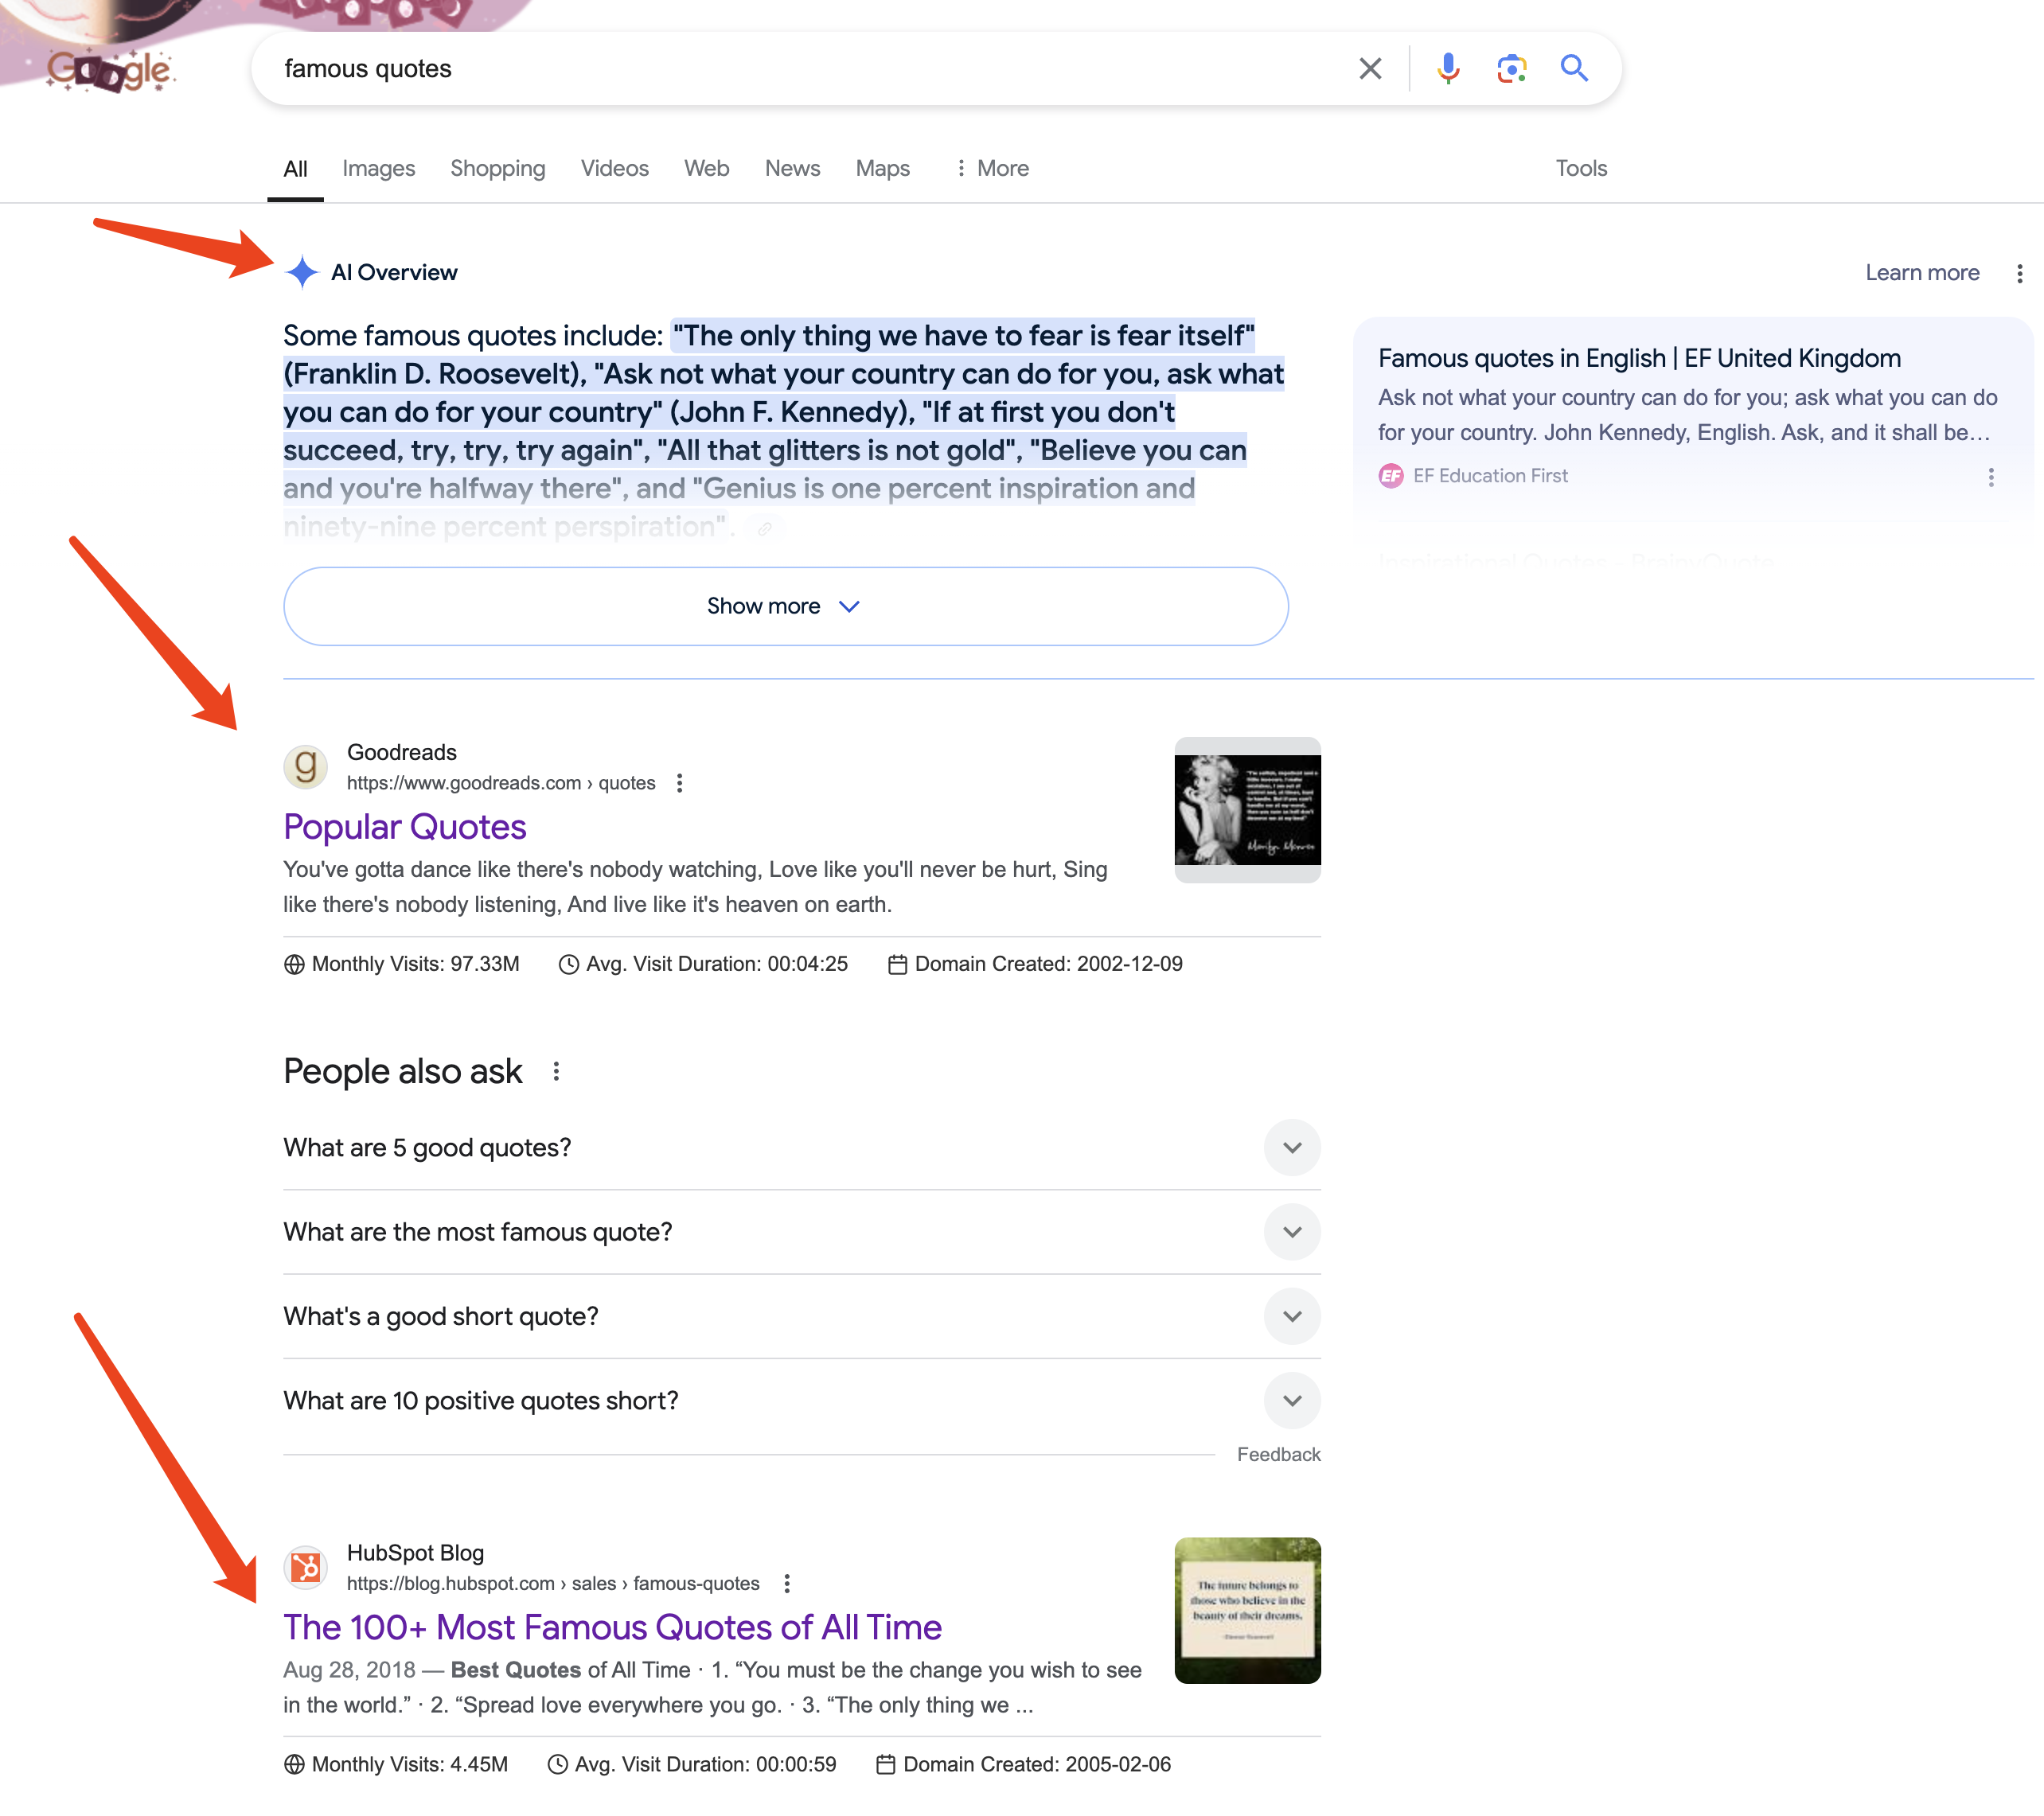 Google
famous quotes
All Images Shopping Videos Web News Maps More Tools
AI Overview
Learn more
Some famous quotes include: "The only thing we have to fear is fear itself"
(Franklin D. Roosevelt), "Ask not what your country can do for you, ask what
you can do for your country" (John F. Kennedy), "If at first you don't
succeed, try, try, try again", "All that glitters is not gold", "Believe you can
and you're halfway there", and "Genius is one percent inspiration and
ninety-nine percent perspiration".
Show more
Famous quotes in English | EF United Kingdom
Ask not what your country can do for you; ask what you can do
for your country. John Kennedy, English. Ask, and it shall be…
EF EF Education First
Inspirational Quotes - BrainyQuote
g
Goodreads
https://www.goodreads.com › quotes
Popular Quotes
You've gotta dance like there's nobody watching, Love like you'll never be hurt, Sing
like there's nobody listening, And live like it's heaven on earth.
Marilyn Monroe
Monthly Visits: 97.33M Avg. Visit Duration: 00:04:25 Domain Created: 2002-12-09
People also ask
What are 5 good quotes?
What are the most famous quote?
What's a good short quote?
What are 10 positive quotes short?
Feedback
HubSpot Blog
https://blog.hubspot.com › sales › famous-quotes
The 100+ Most Famous Quotes of All Time
Aug 28, 2018 — Best Quotes of All Time · 1. “You must be the change you wish to see
in the world.” · 2. “Spread love everywhere you go. · 3. “The only thing we ...
The future belongs to
those who believe in the
beauty of their dreams.
Monthly Visits: 4.45M Avg. Visit Duration: 00:00:59 Domain Created: 2005-02-06